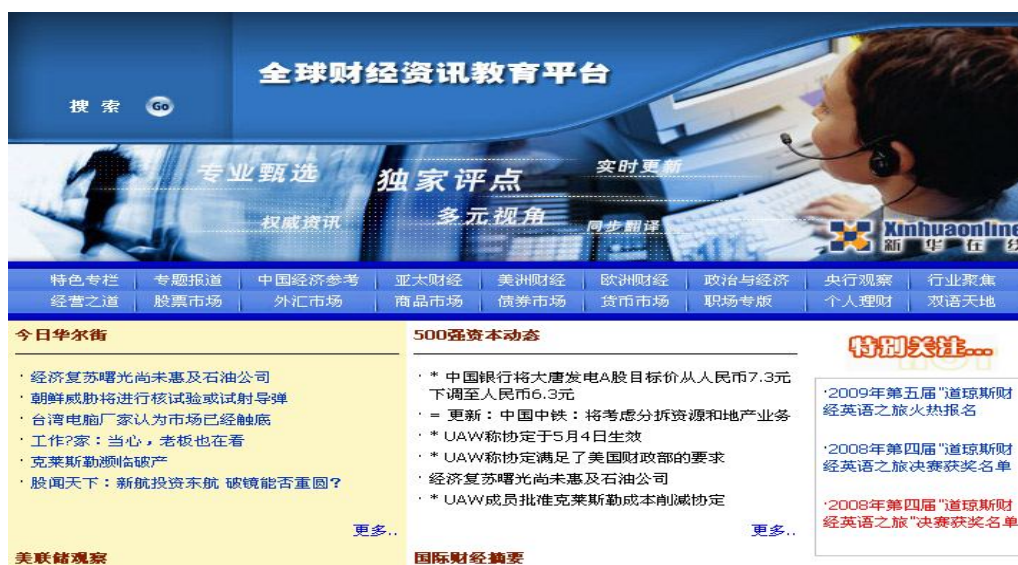 全球财经资讯教育平台
搜 索 Go
专业甄选
独家评点
实时更新
权威资讯
多元视角
同步翻译
Xinhuaonline
新 华 在 线
特色专栏 专题报道 中国经济参考 亚太财经 美洲财经 欧洲财经 政治与经济 央行观察 行业聚焦
经营之道 股票市场 外汇市场 商品市场 债券市场 货币市场 职场专版 个人理财 双语天地
今日华尔街
·经济复苏曙光尚未惠及石油公司
·朝鲜威胁将进行核试验或试射导弹
·台湾电脑厂家认为市场已经触底
·工作?家：当心，老板也在看
·克莱斯勒濒临破产
·股闻天下：新航投资东航 破镜能否重圆?
更多..
美联储观察
500强资本动态
·* 中国银行将大唐发电A股目标价从人民币7.3元
下调至人民币6.3元
·= 更新：中国中铁：将考虑分拆资源和地产业务
·* UAW称协定于5月4日生效
·* UAW称协定满足了美国财政部的要求
·经济复苏曙光尚未惠及石油公司
·* UAW成员批准克莱斯勒成本削减协定
更多..
国际财经摘要
特别关注...
·2009年第五届"道琼斯财
经英语之旅火热报名
·2008年第四届"道琼斯财
经英语之旅决赛获奖名单
·2008年第四届"道琼斯财
经英语之旅"决赛获奖名单